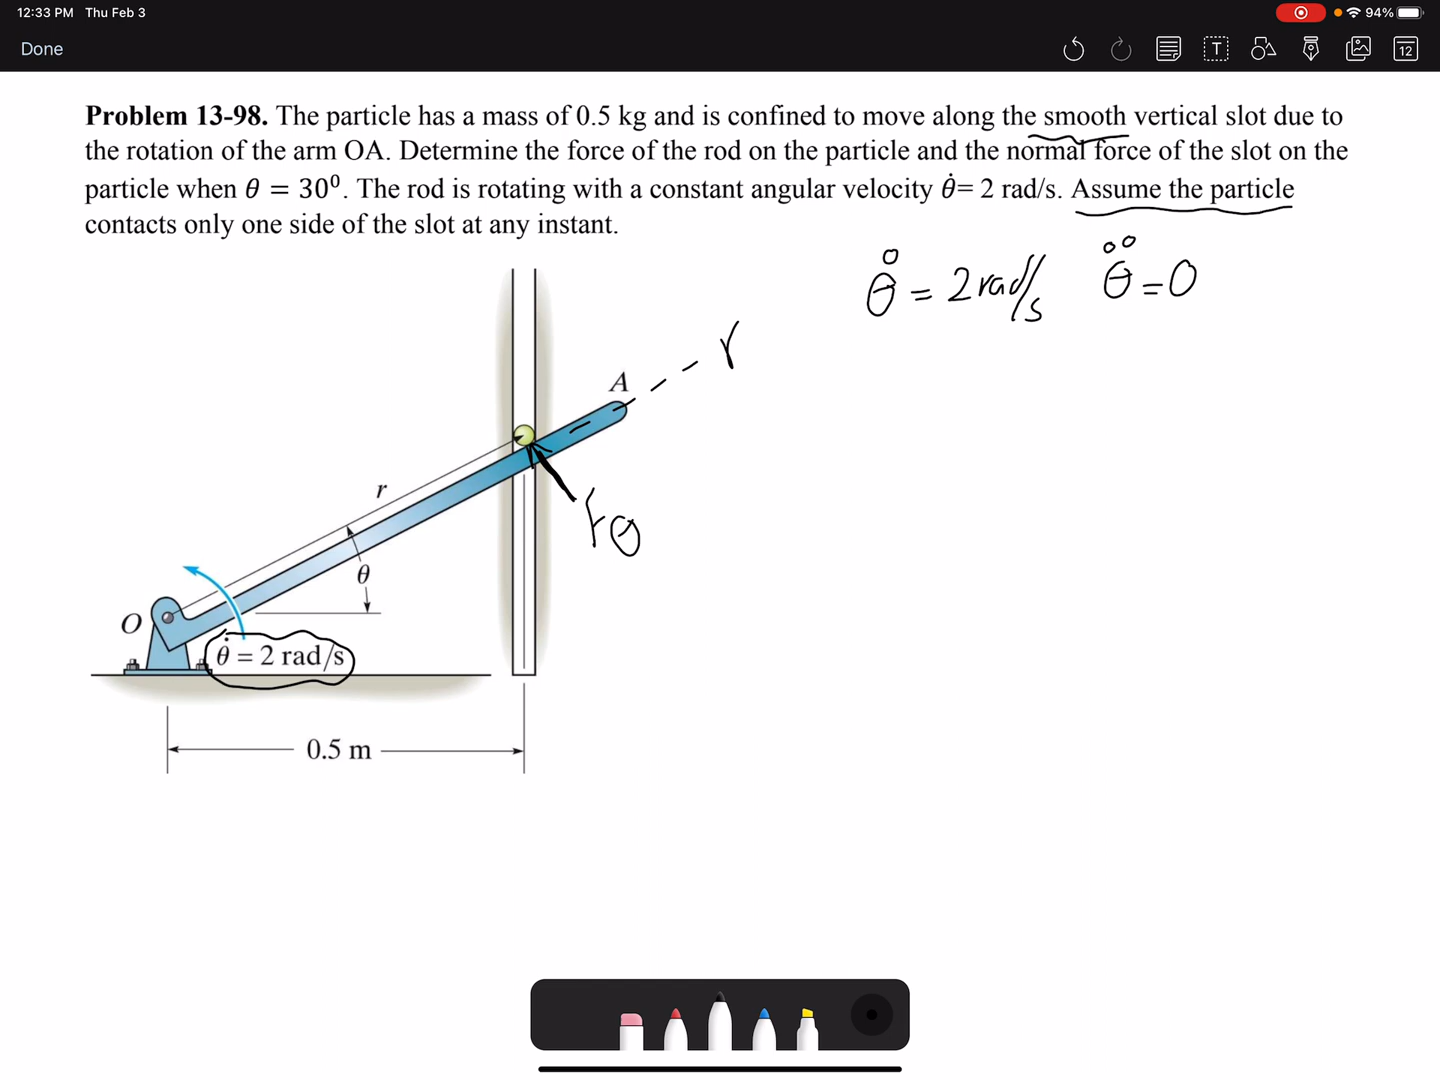 12:33 PM Thu Feb 3
94%
Done
T
12
Problem 13-98. The particle has a mass of 0.5 kg and is confined to move along the smooth vertical slot due to
the rotation of the arm OA. Determine the force of the rod on the particle and the normal force of the slot on the
particle when θ = 30⁰. The rod is rotating with a constant angular velocity θ̇= 2 rad/s. Assume the particle
contacts only one side of the slot at any instant.
θ̇ = 2 rad/s θ̈ = 0
r
A
r
Fθ
θ
O
θ̇ = 2 rad/s
0.5 m